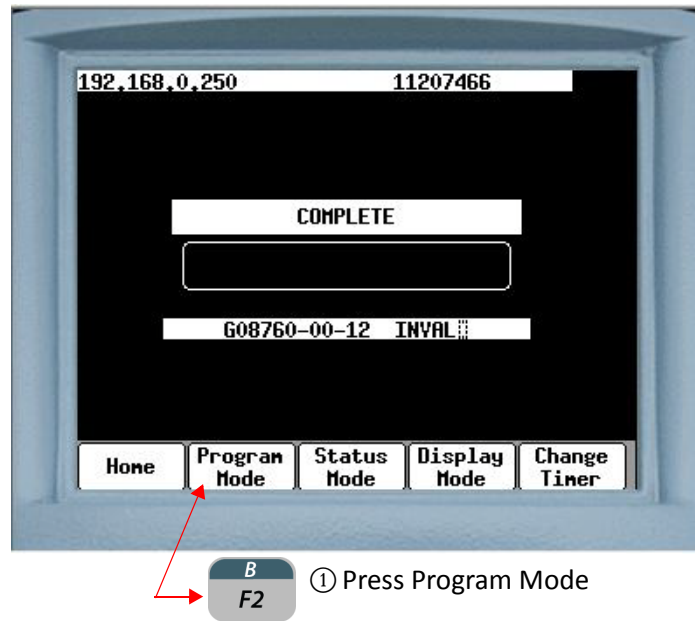 192.168.0.250 11207466
COMPLETE
G08760-00-12 INVAL
Home Program Mode Status Mode Display Mode Change Timer
B
F2
① Press Program Mode